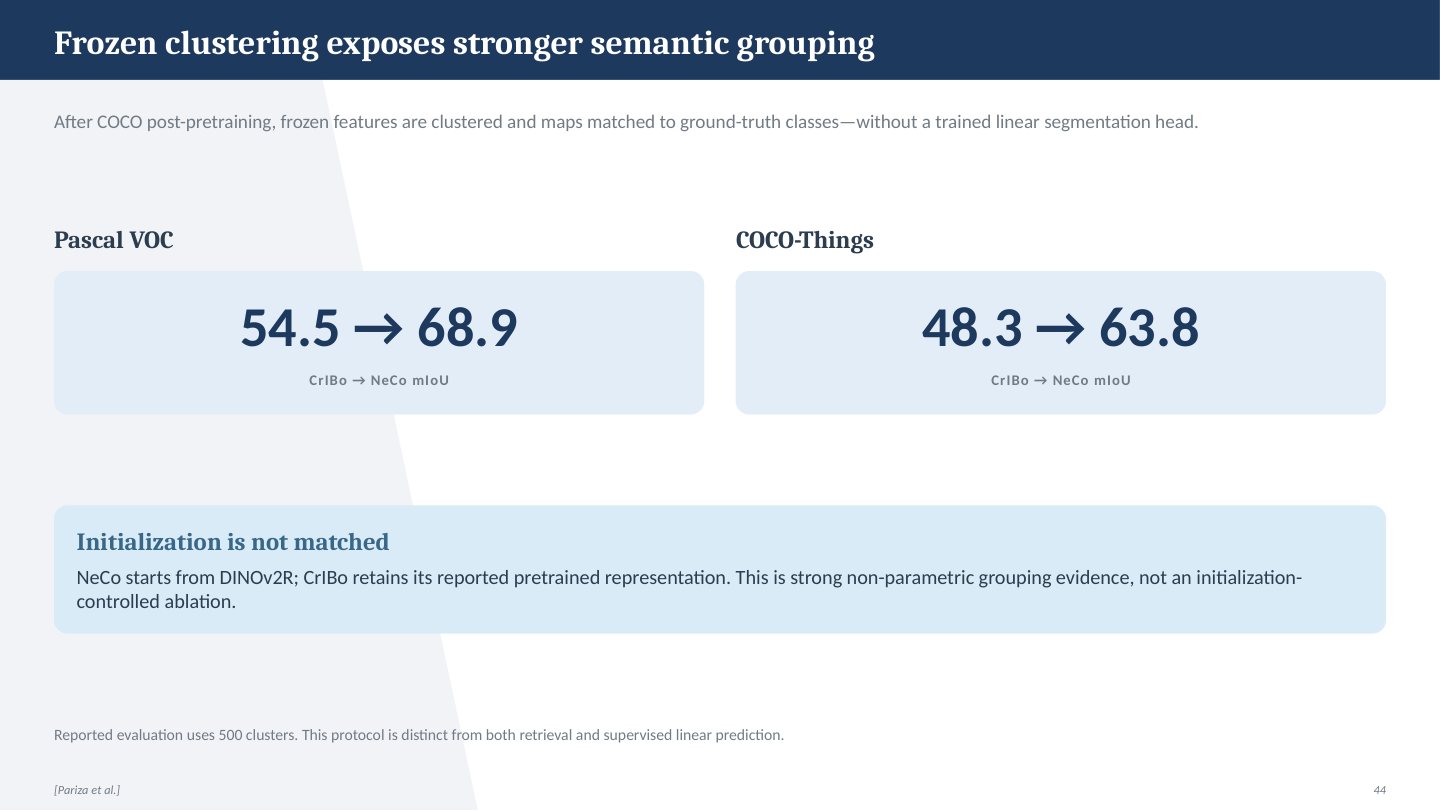 Frozen clustering exposes stronger semantic grouping
After COCO post-pretraining, frozen features are clustered and maps matched to ground-truth classes—without a trained linear segmentation head.
Pascal VOC
54.5 → 68.9
CrIBo → NeCo mIoU
COCO-Things
48.3 → 63.8
CrIBo → NeCo mIoU
Initialization is not matched
NeCo starts from DINOv2R; CrIBo retains its reported pretrained representation. This is strong non-parametric grouping evidence, not an initialization-
controlled ablation.
Reported evaluation uses 500 clusters. This protocol is distinct from both retrieval and supervised linear prediction.
[Pariza et al.]
44